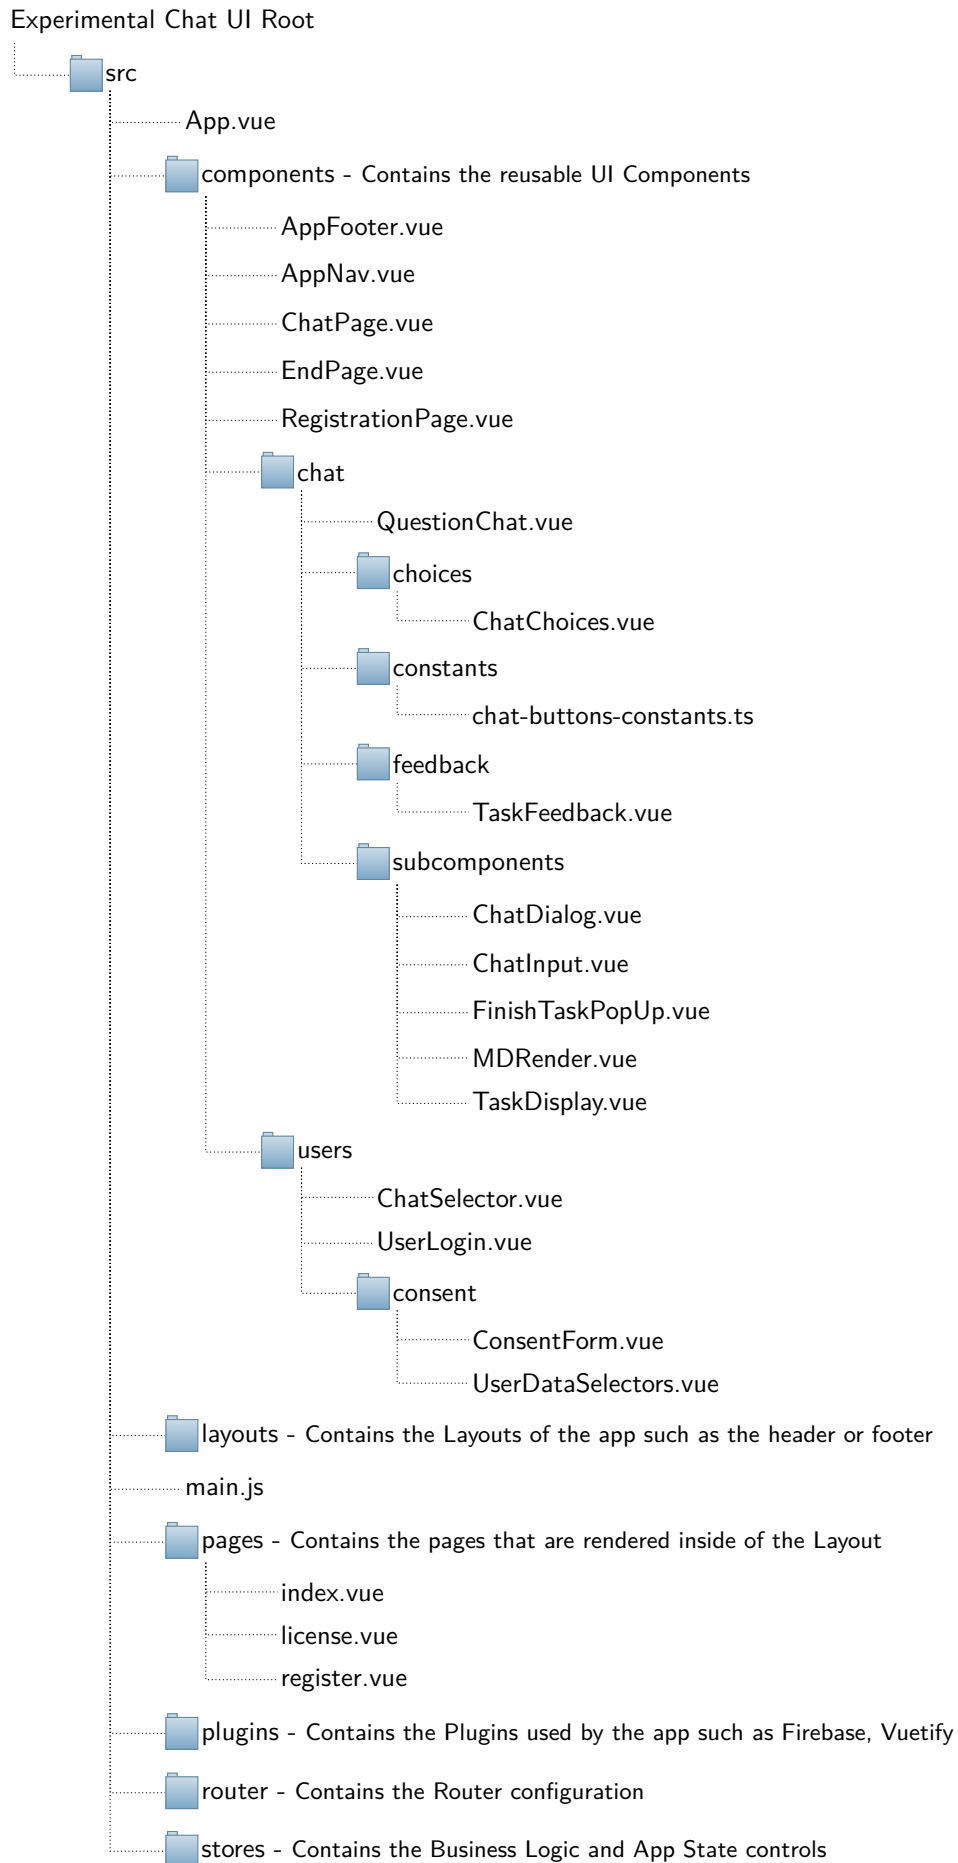 Experimental Chat UI Root
src
App.vue
components - Contains the reusable UI Components
AppFooter.vue
AppNav.vue
ChatPage.vue
EndPage.vue
RegistrationPage.vue
chat
QuestionChat.vue
choices
ChatChoices.vue
constants
chat-buttons-constants.ts
feedback
TaskFeedback.vue
subcomponents
ChatDialog.vue
ChatInput.vue
FinishTaskPopUp.vue
MDRender.vue
TaskDisplay.vue
users
ChatSelector.vue
UserLogin.vue
consent
ConsentForm.vue
UserDataSelectors.vue
layouts - Contains the Layouts of the app such as the header or footer
main.js
pages - Contains the pages that are rendered inside of the Layout
index.vue
license.vue
register.vue
plugins - Contains the Plugins used by the app such as Firebase, Vuetify
router - Contains the Router configuration
stores - Contains the Business Logic and App State controls